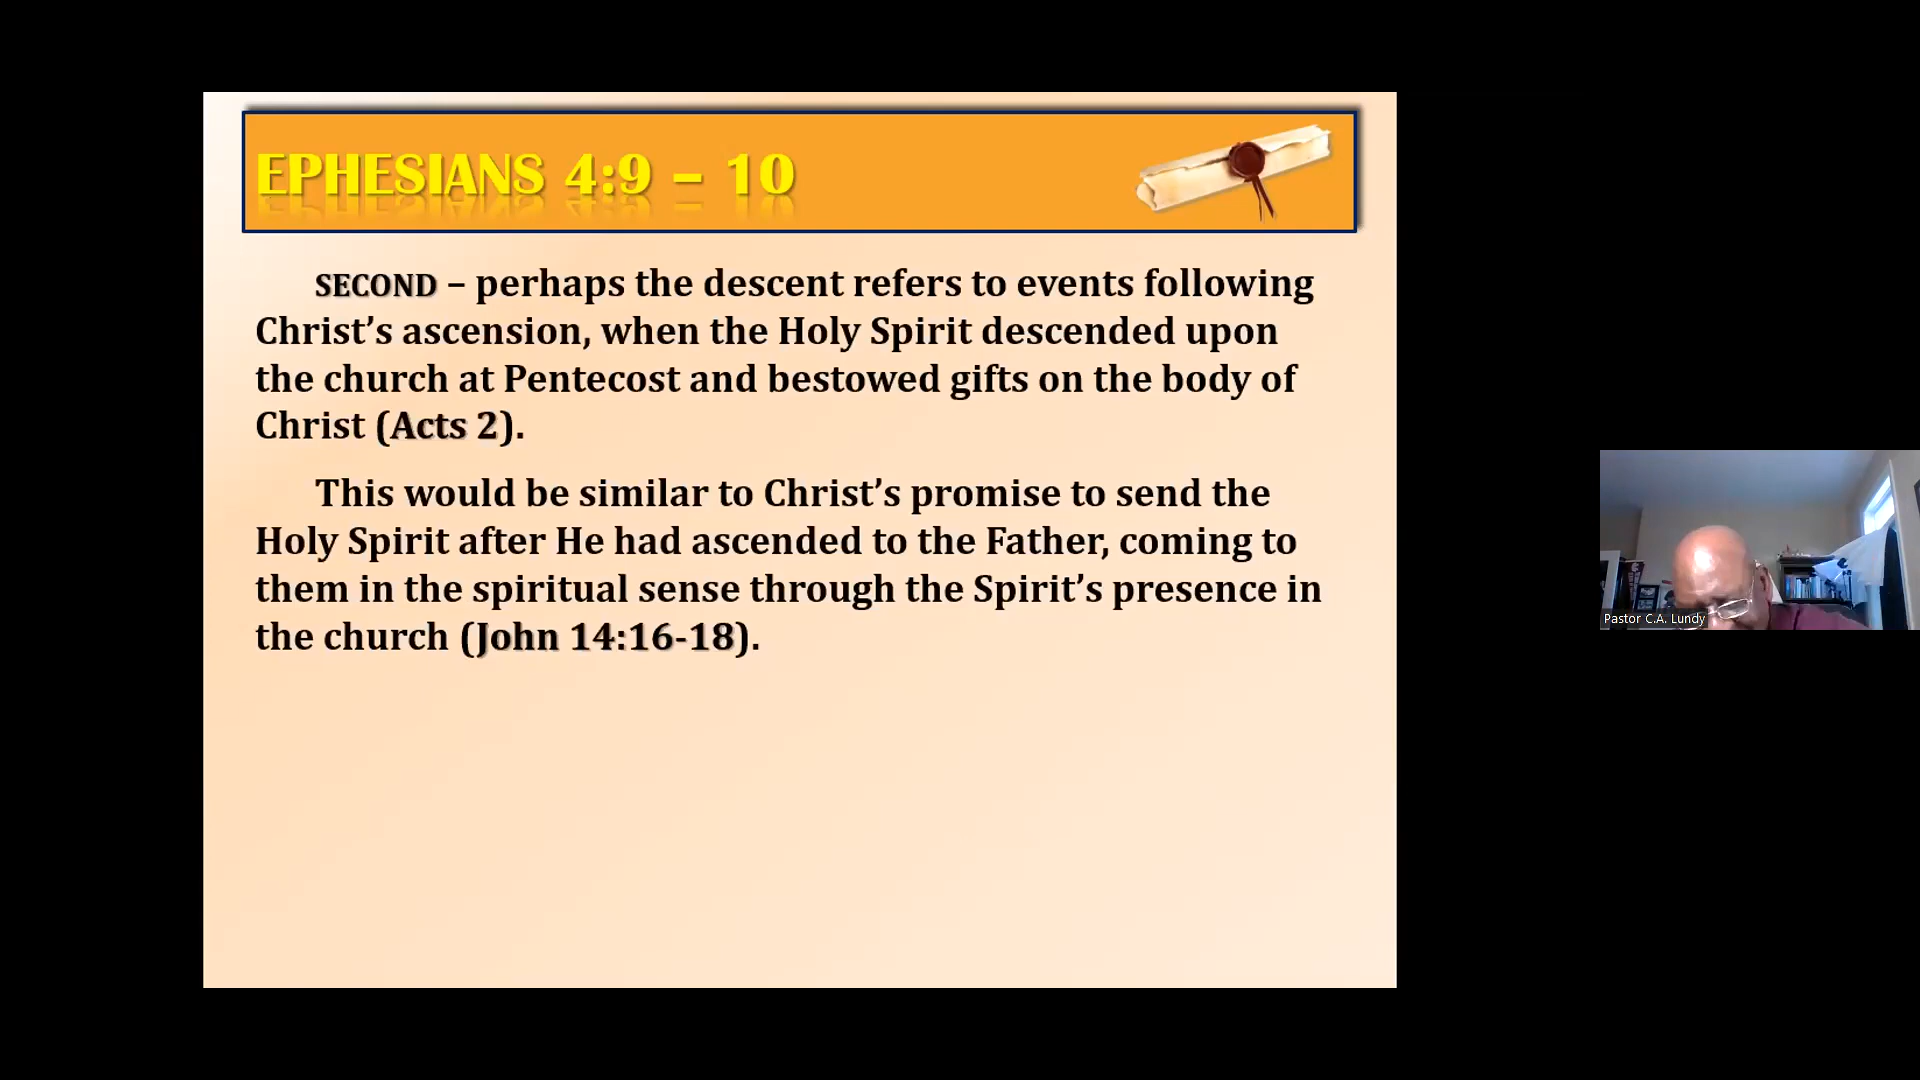 EPHESIANS 4:9 – 10
SECOND – perhaps the descent refers to events following
Christ’s ascension, when the Holy Spirit descended upon
the church at Pentecost and bestowed gifts on the body of
Christ (Acts 2).
This would be similar to Christ’s promise to send the
Holy Spirit after He had ascended to the Father, coming to
them in the spiritual sense through the Spirit’s presence in
the church (John 14:16-18).
Pastor C.A. Lundy